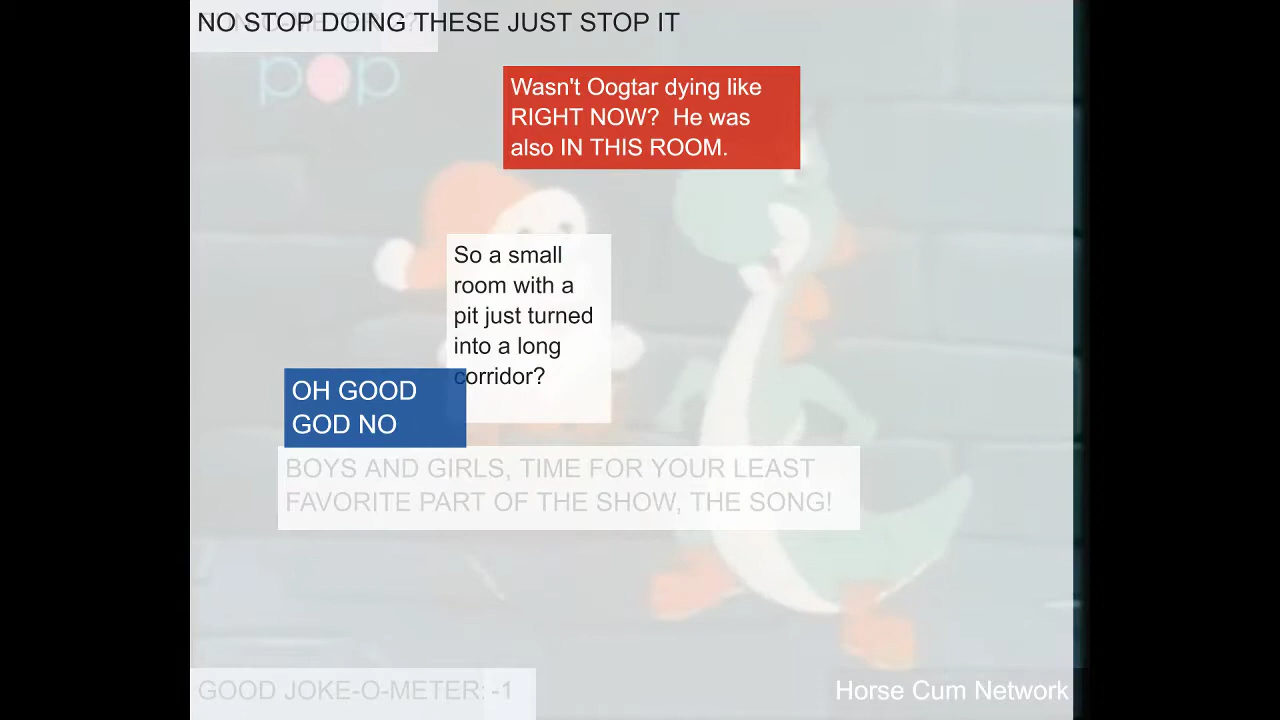 NO STOP DOING THESE JUST STOP IT
pop
Wasn't Oogtar dying like
RIGHT NOW?  He was
also IN THIS ROOM.
So a small
room with a
pit just turned
into a long
corridor?
OH GOOD
GOD NO
BOYS AND GIRLS, TIME FOR YOUR LEAST
FAVORITE PART OF THE SHOW, THE SONG!
GOOD JOKE-O-METER: -1
Horse Cum Network